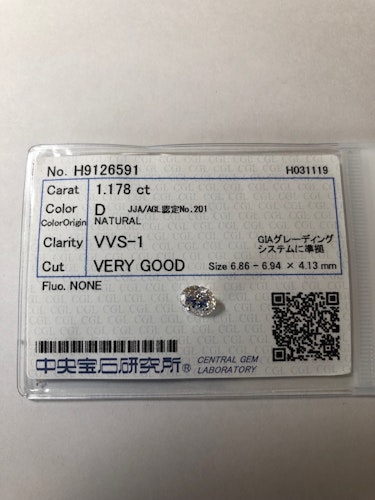 No. H9126591 H031119
Carat 1.178 ct
Color D JJA/AGL認定No.201
ColorOrigin NATURAL
Clarity VVS-1 GIAグレーディング
システムに準拠
Cut VERY GOOD Size 6.86 - 6.94 × 4.13 mm
Fluo. NONE
中央宝石研究所® CENTRAL GEM
LABORATORY